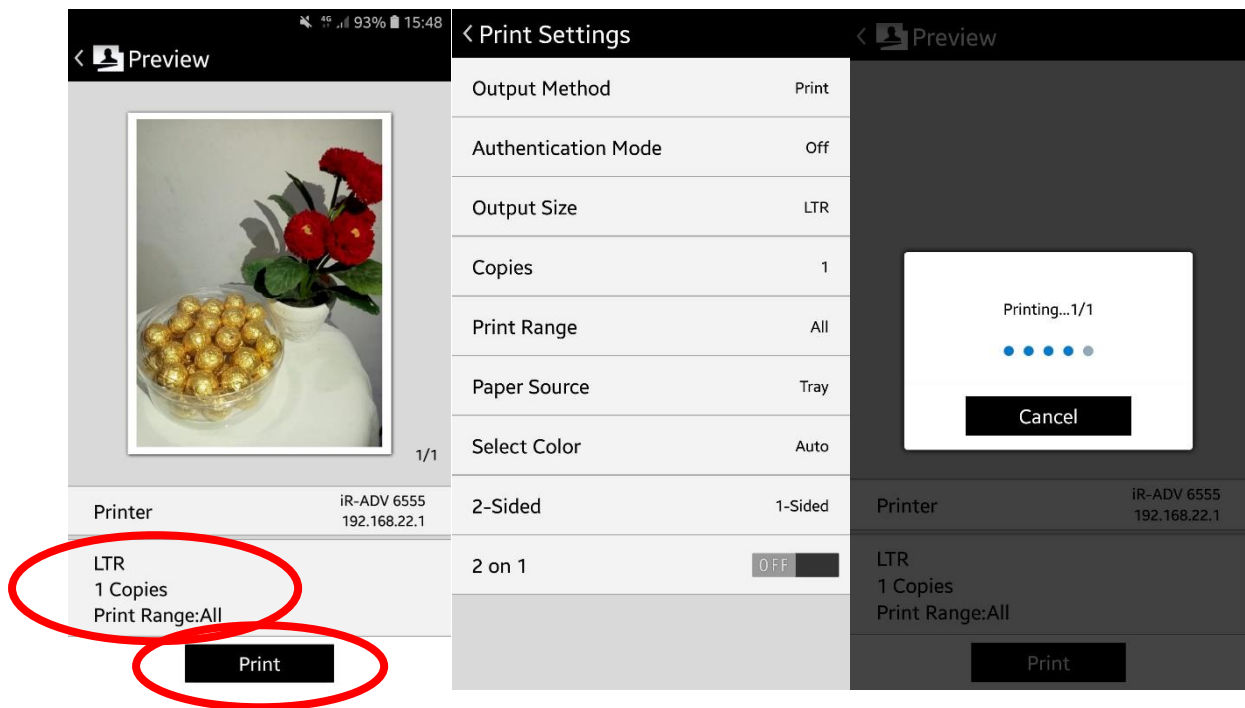 4G 93% 15:48
Preview
1/1
Printer
iR-ADV 6555
192.168.22.1
LTR
1 Copies
Print Range:All
Print
Print Settings
Output Method Print
Authentication Mode Off
Output Size LTR
Copies 1
Print Range All
Paper Source Tray
Select Color Auto
2-Sided 1-Sided
2 on 1 OFF
Preview
Printing...1/1
Cancel
Printer
iR-ADV 6555
192.168.22.1
LTR
1 Copies
Print Range:All
Print